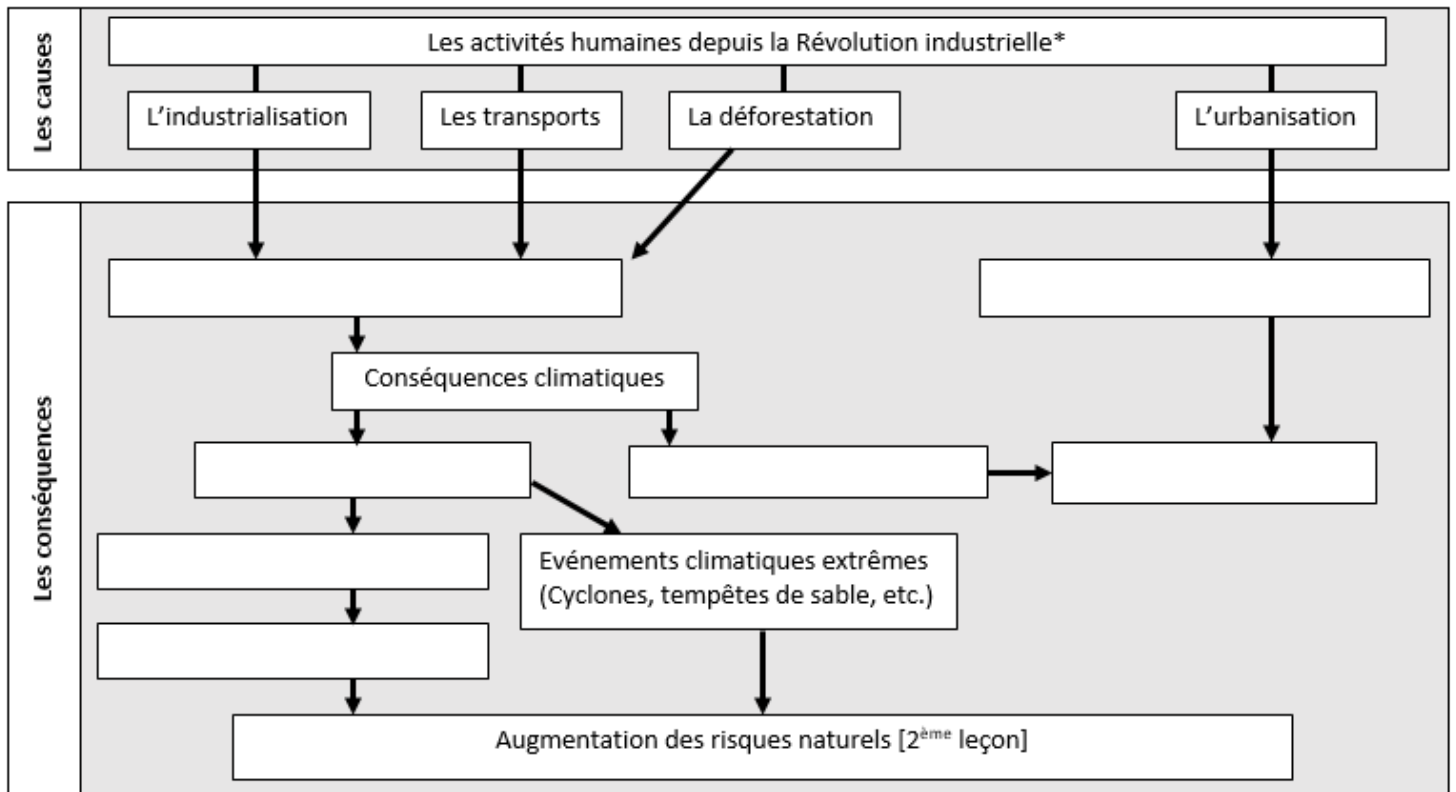 Les causes
Les activités humaines depuis la Révolution industrielle*
L'industrialisation
Les transports
La déforestation
L'urbanisation
Les conséquences
Conséquences climatiques
Evénements climatiques extrêmes
(Cyclones, tempêtes de sable, etc.)
Augmentation des risques naturels [2ème leçon]